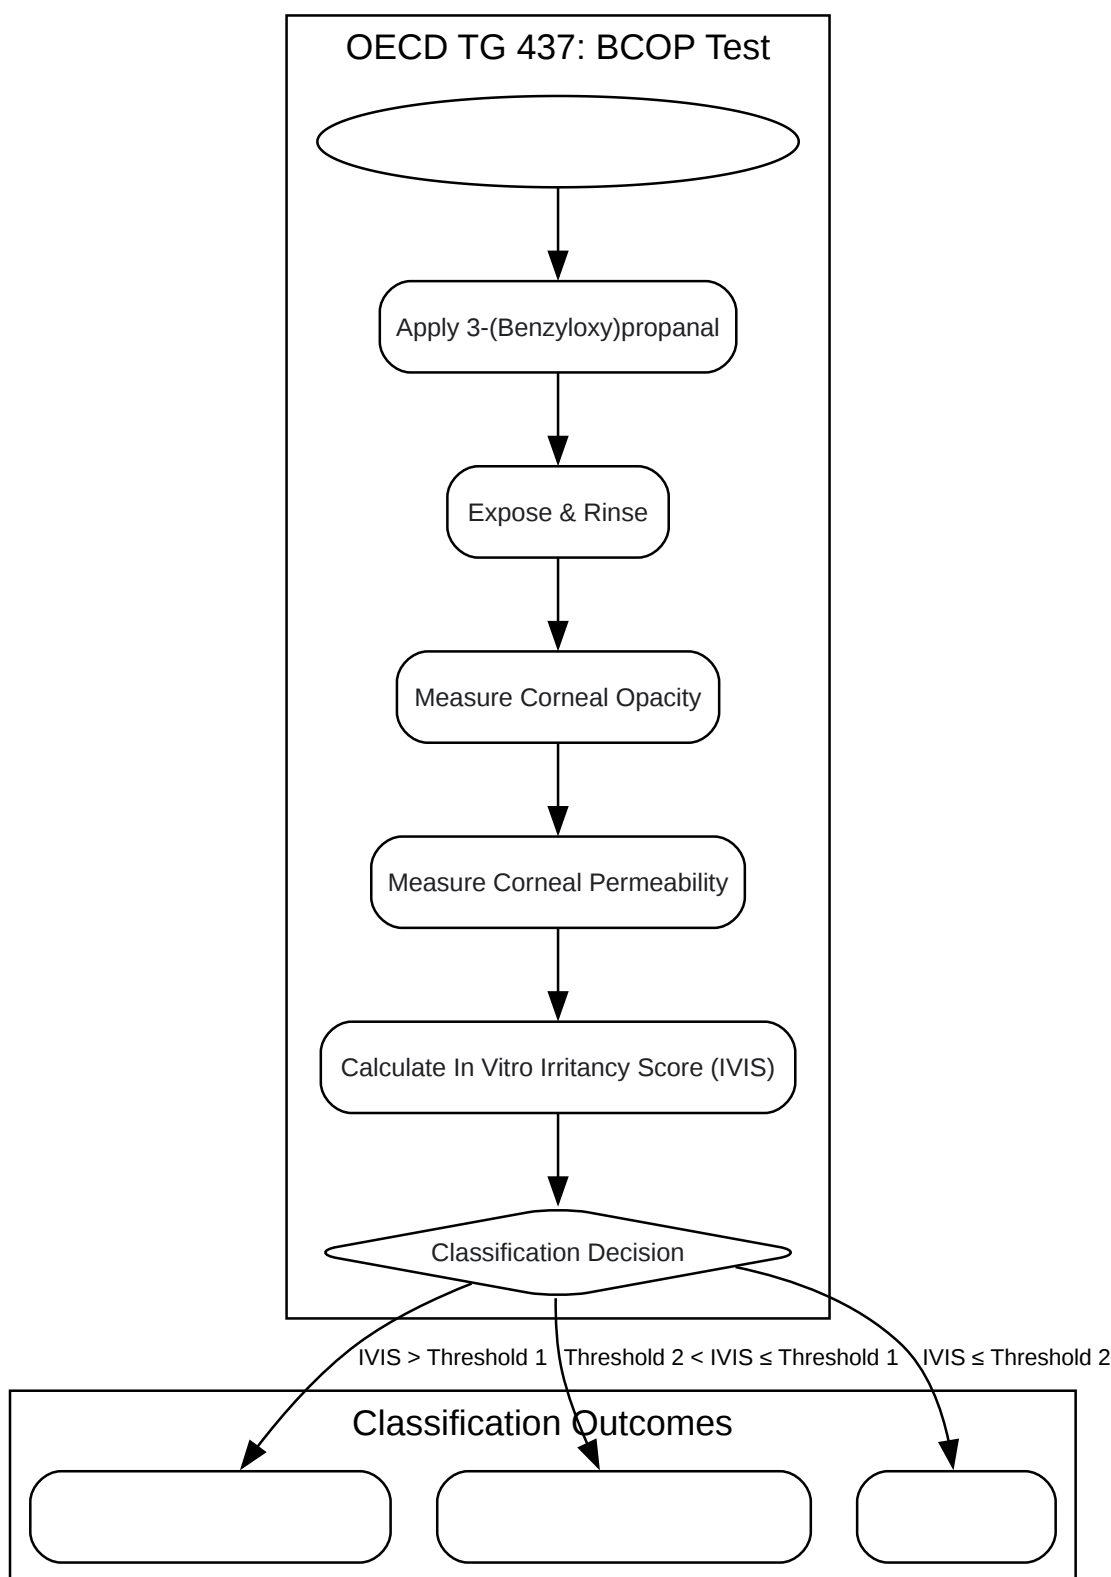 OECD TG 437: BCOP Test
Apply 3-(Benzyloxy)propanal
Expose & Rinse
Measure Corneal Opacity
Measure Corneal Permeability
Calculate In Vitro Irritancy Score (IVIS)
Classification Decision
IVIS > Threshold 1
Threshold 2 < IVIS ≤ Threshold 1
IVIS ≤ Threshold 2
Classification Outcomes